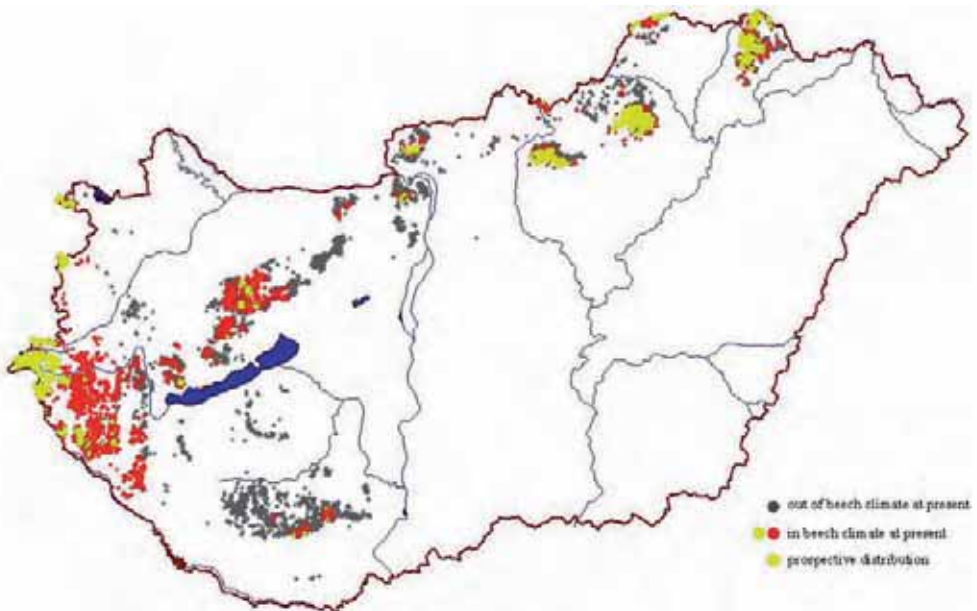 out of beech climate at present
in beech climate at present
prospective distribution